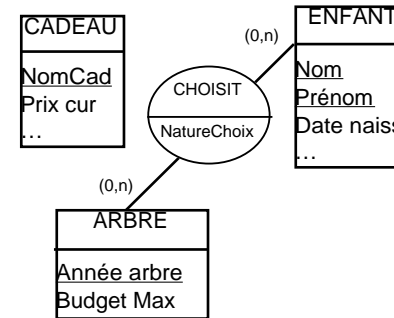 CADEAU
NomCad
Prix cur
…
(0,n)
ENFANT
Nom
Prénom
Date naiss
…
CHOISIT
NatureChoix
(0,n)
ARBRE
Année arbre
Budget Max